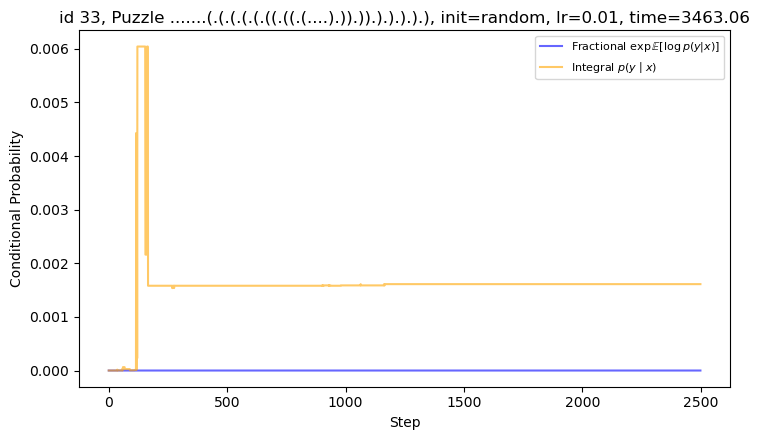 id 33, Puzzle .......(.(.(.(.(.((.((.(....).)).)).).).).).), init=random, lr=0.01, time=3463.06
Fractional exp𝔼[log p(y|x)]
Integral p(y | x)
Conditional Probability
0.006
0.005
0.004
0.003
0.002
0.001
0.000
0
500
1000
1500
2000
2500
Step